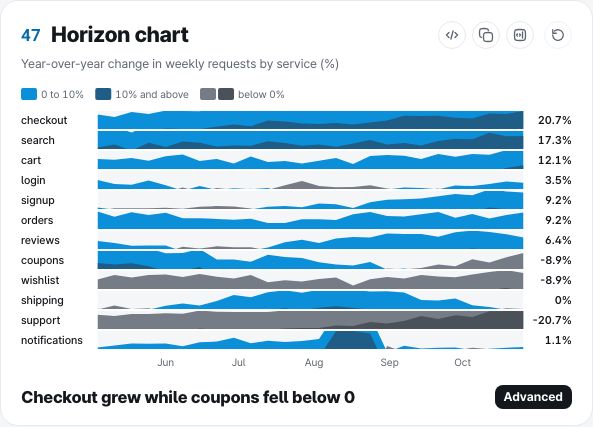 47 Horizon chart
Year-over-year change in weekly requests by service (%)
0 to 10% 10% and above below 0%
checkout 20.7%
search 17.3%
cart 12.1%
login 3.5%
signup 9.2%
orders 9.2%
reviews 6.4%
coupons -8.9%
wishlist -8.9%
shipping 0%
support -20.7%
notifications 1.1%
Jun Jul Aug Sep Oct
Checkout grew while coupons fell below 0 Advanced